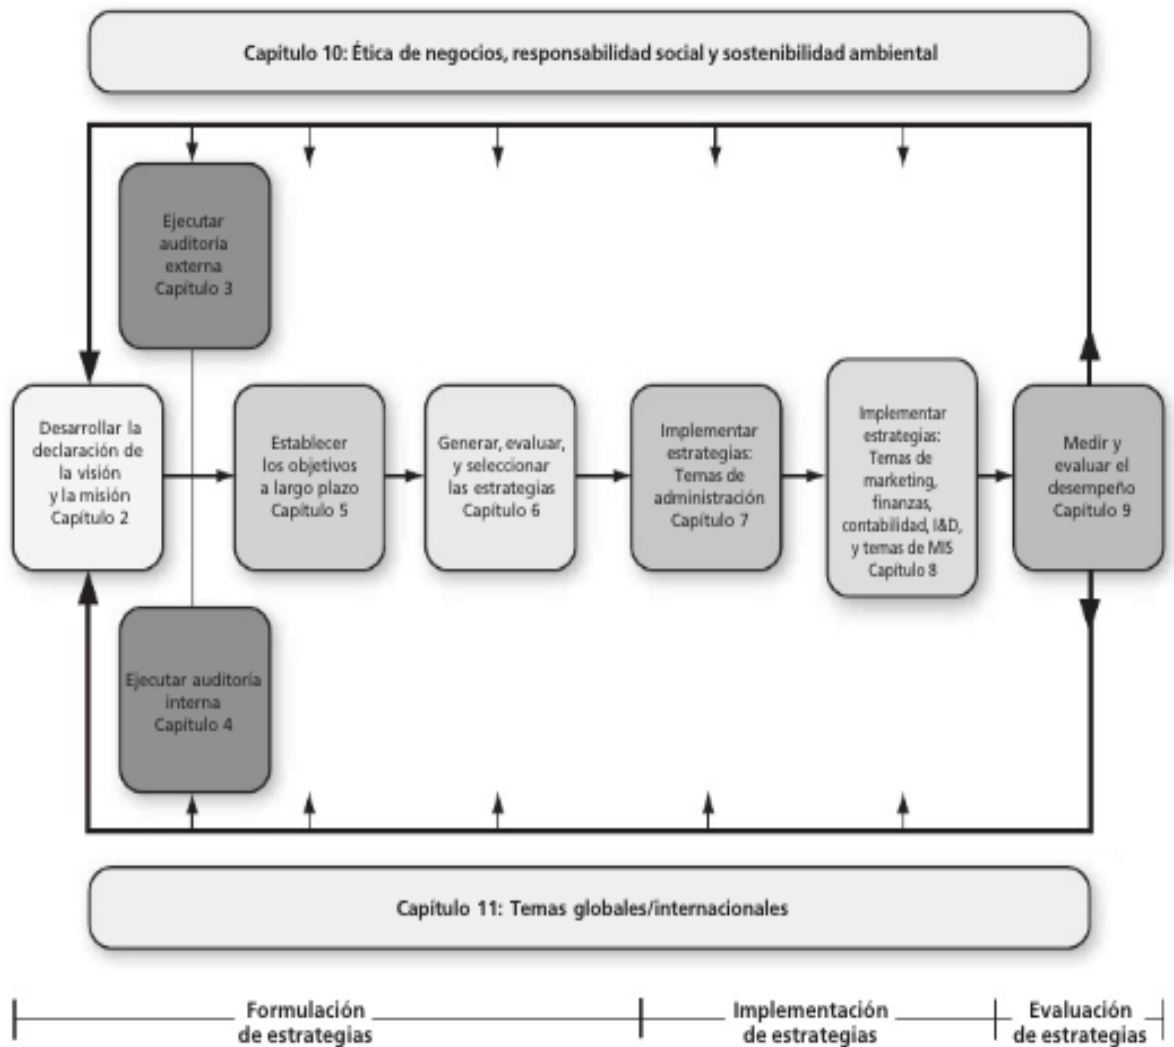 Capítulo 10: Ética de negocios, responsabilidad social y sostenibilidad ambiental
Ejecutar
auditoría
externa
Capítulo 3
Desarrollar la
declaración de
la visión
y la misión
Capítulo 2
Establecer
los objetivos
a largo plazo
Capítulo 5
Generar, evaluar,
y seleccionar
las estrategias
Capítulo 6
Implementar
estrategias:
Temas de
administración
Capítulo 7
Implementar
estrategias:
Temas de
marketing,
finanzas,
contabilidad, I&D,
y temas de MIS
Capítulo 8
Medir y
evaluar el
desempeño
Capítulo 9
Ejecutar auditoría
interna
Capítulo 4
Capítulo 11: Temas globales/internacionales
Formulación
de estrategias
Implementación
de estrategias
Evaluación
de estrategias